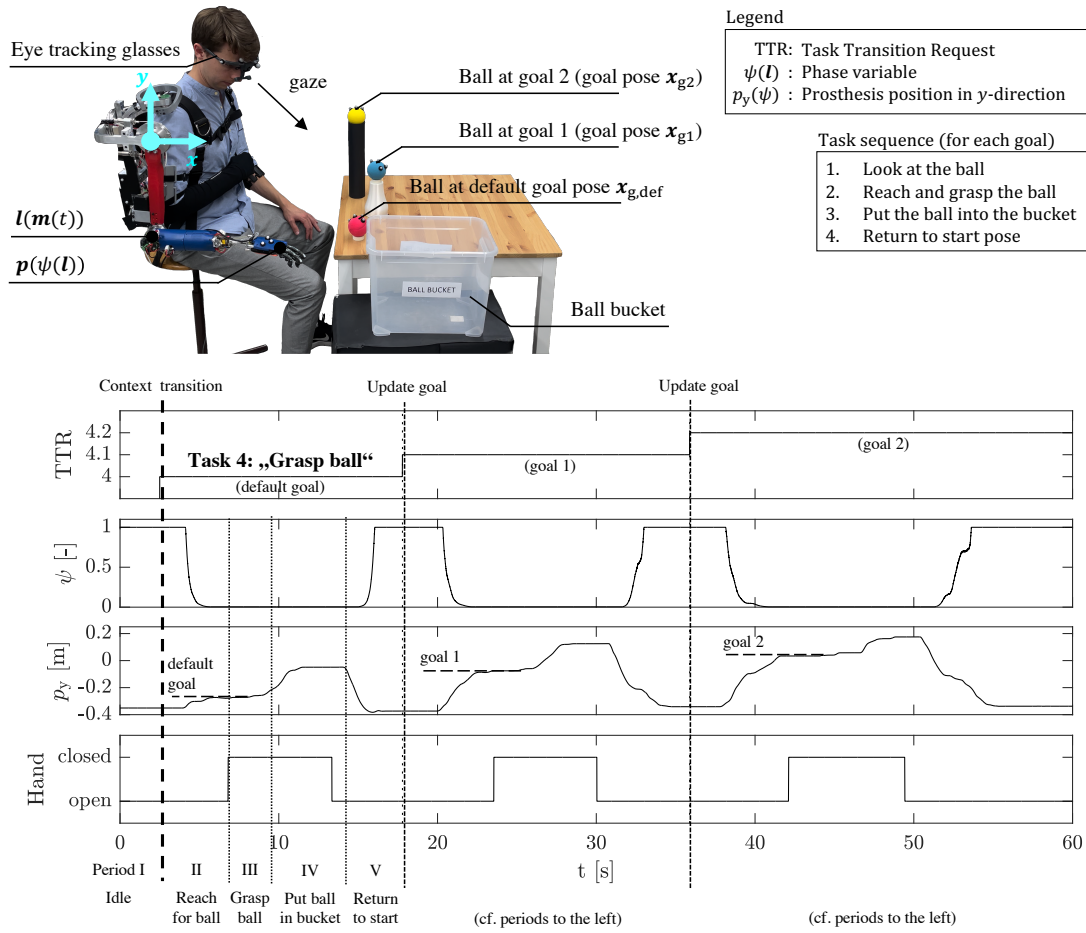 Eye tracking glasses
gaze
y
x
Ball at goal 2 (goal pose x_g2)
Ball at goal 1 (goal pose x_g1)
Ball at default goal pose x_g,def
l(m(t))
p(ψ(l))
BALL BUCKET
Ball bucket
Legend
TTR: Task Transition Request
ψ(l) : Phase variable
p_y(ψ) : Prosthesis position in y-direction
Task sequence (for each goal)
1. Look at the ball
2. Reach and grasp the ball
3. Put the ball into the bucket
4. Return to start pose
Context transition
Update goal
Update goal
TTR
4.2
4.1
4
Task 4: „Grasp ball“
(default goal)
(goal 1)
(goal 2)
ψ [-]
1
0.5
0
p_y [m]
0.2
0
-0.2
-0.4
default
goal
goal 1
goal 2
Hand
closed
open
0 10 20 30 40 50 60
t [s]
Period I II III IV V
Idle
Reach
for ball
Grasp
ball
Put ball
in bucket
Return
to start
(cf. periods to the left)
(cf. periods to the left)